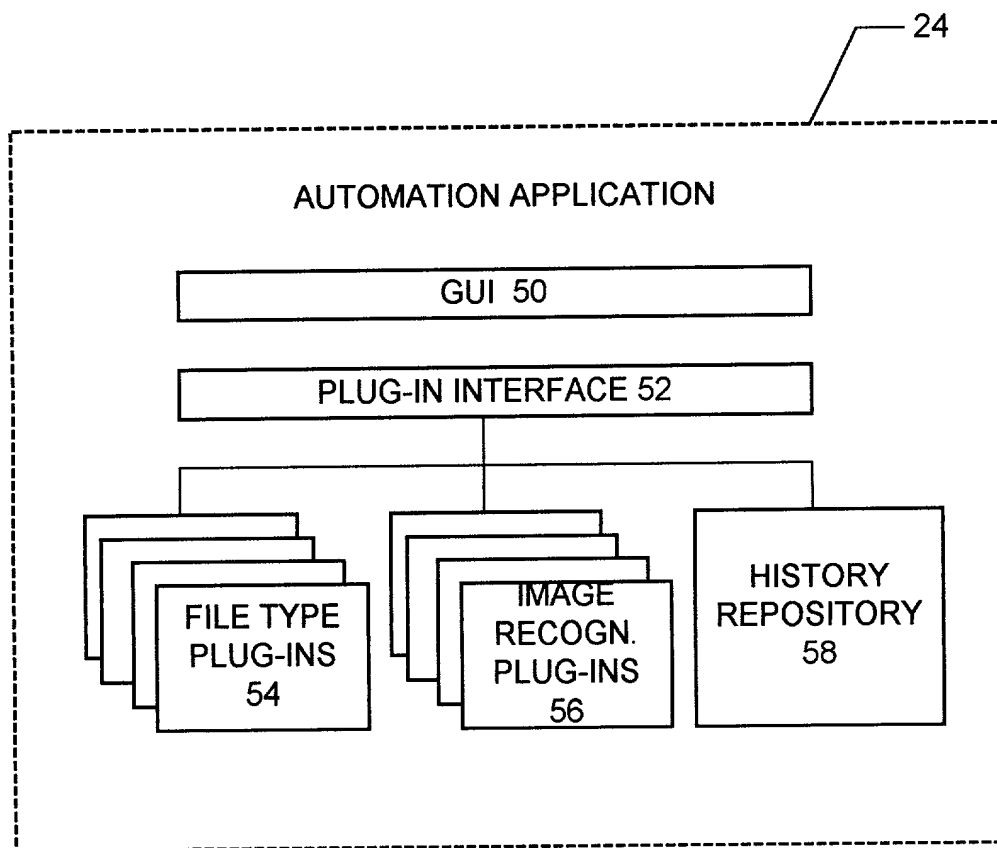 24
AUTOMATION APPLICATION
GUI 50
PLUG-IN INTERFACE 52
FILE TYPE
PLUG-INS
54
IMAGE
RECOGN.
PLUG-INS
56
HISTORY
REPOSITORY
58